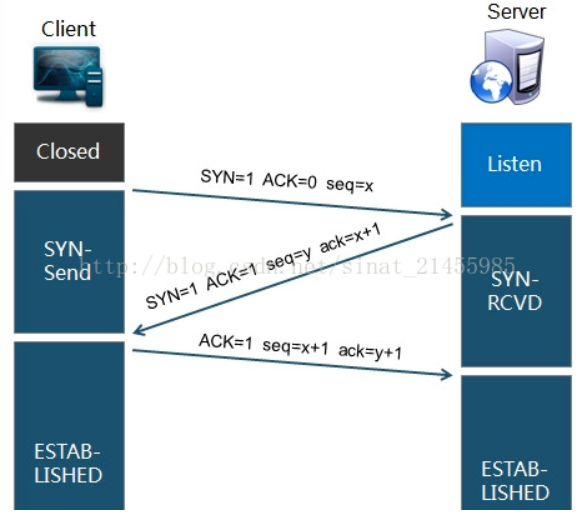 Client
Server
Closed
Listen
SYN=1 ACK=0 seq=x
SYN-
Send
http://blog.csdn.net/sinat_21455985
SYN=1 ACK=1 seq=y ack=x+1
SYN-
RCVD
ACK=1 seq=x+1 ack=y+1
ESTAB-
LISHED
ESTAB-
LISHED